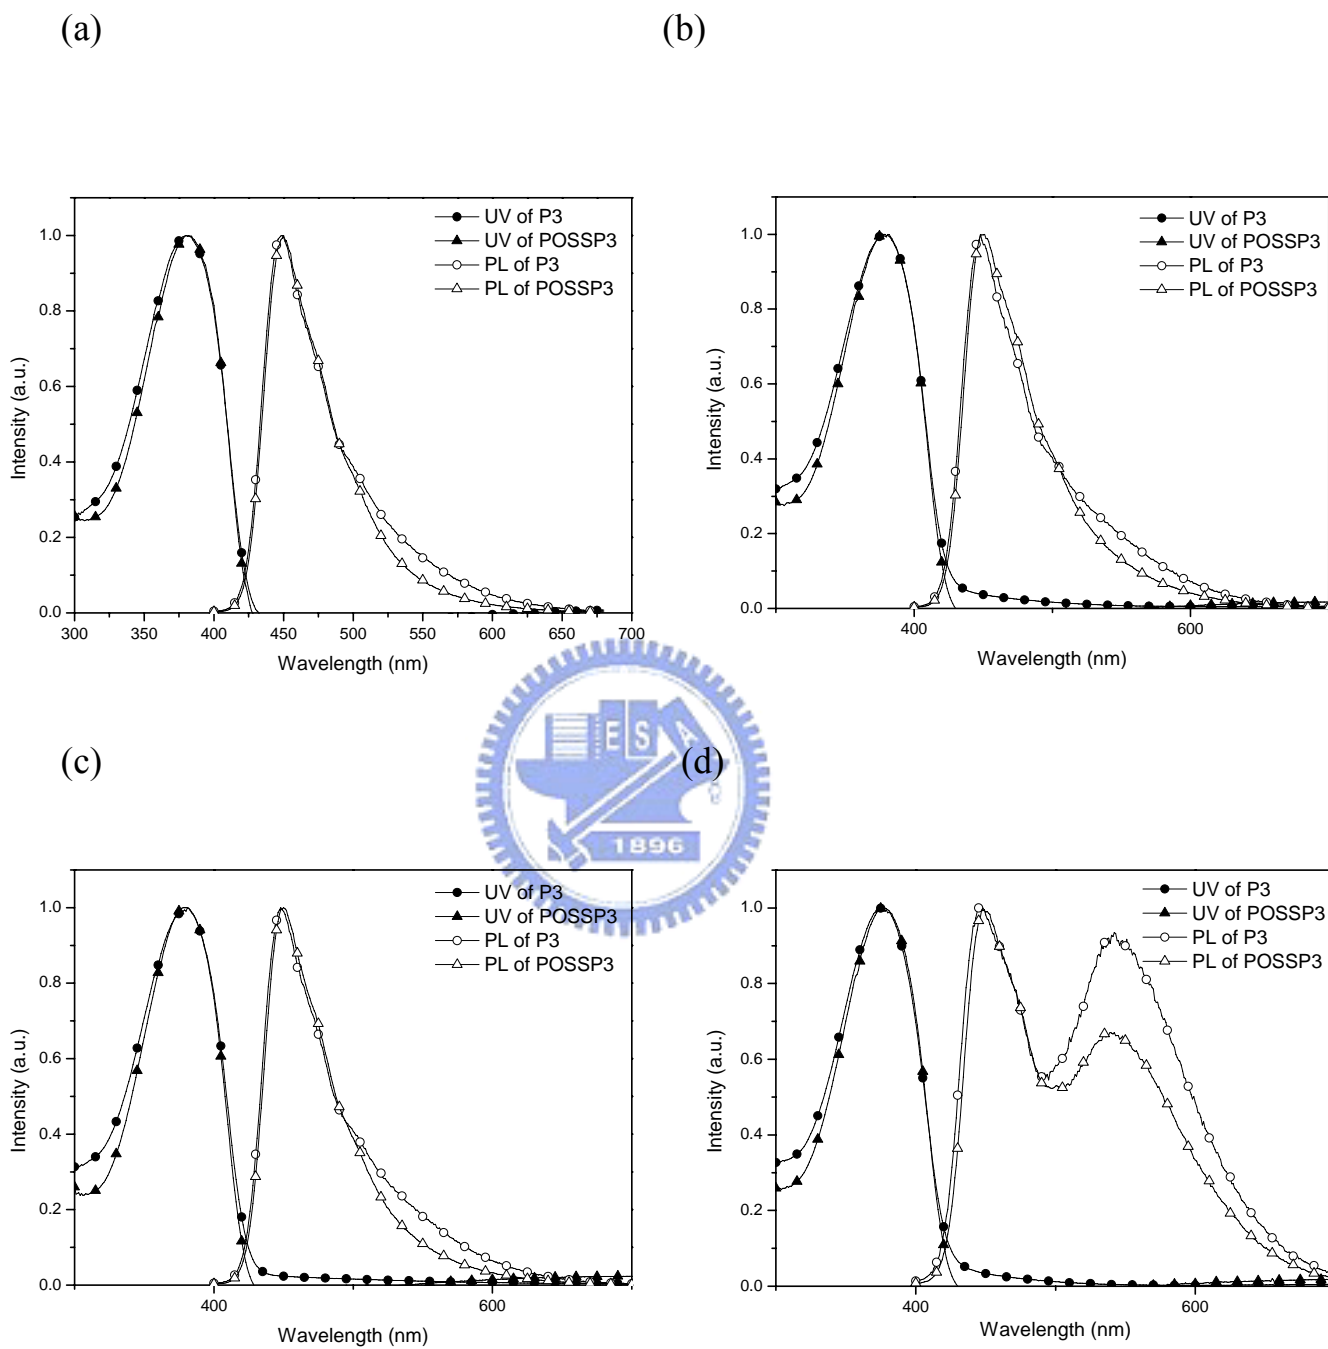 (a)
(b)
UV of P3
UV of POSSP3
PL of P3
PL of POSSP3
1.0
0.8
0.6
0.4
0.2
0.0
Intensity (a.u.)
300 350 400 450 500 550 600 650 700
Wavelength (nm)
UV of P3
UV of POSSP3
PL of P3
PL of POSSP3
1.0
0.8
0.6
0.4
0.2
0.0
Intensity (a.u.)
400 600
Wavelength (nm)
E S A
1896
(c)
(d)
UV of P3
UV of POSSP3
PL of P3
PL of POSSP3
1.0
0.8
0.6
0.4
0.2
0.0
Intensity (a.u.)
400 600
Wavelength (nm)
UV of P3
UV of POSSP3
PL of P3
PL of POSSP3
1.0
0.8
0.6
0.4
0.2
0.0
Intensity (a.u.)
400 600
Wavelength (nm)